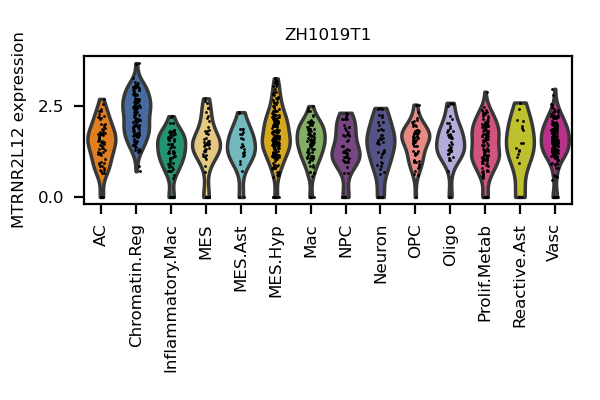 ZH1019T1
MTRNR2L12 expression
2.5
0.0
AC
Chromatin.Reg
Inflammatory.Mac
MES
MES.Ast
MES.Hyp
Mac
NPC
Neuron
OPC
Oligo
Prolif.Metab
Reactive.Ast
Vasc